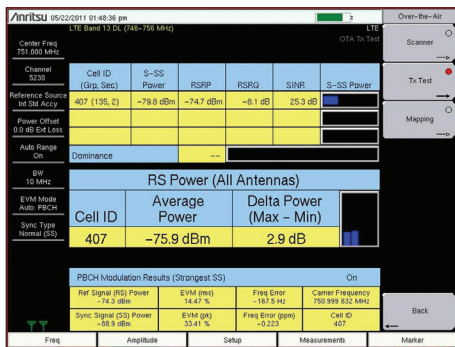 Anritsu 05/22/2011 01:48:36 pm
LTE Band 13 DL (746-756 MHz)
LTE
OTA Tx Test
Over-the-Air
Scanner
Tx Test
Mapping
Back
Center Freq
751.000 MHz
Channel
5230
Reference Source
Int Std Accy
Power Offset
0.0 dB Ext Loss
Auto Range
On
BW
10 MHz
EVM Mode
Auto: PBCH
Sync Type
Normal (SS)
Cell ID (Grp, Sec) S-SS Power RSRP RSRQ SINR S-SS Power
407 (135, 2) -79.8 dBm -74.7 dBm -8.1 dB 25.3 dB
Dominance --
RS Power (All Antennas)
Cell ID Average Power Delta Power (Max - Min)
407 -75.9 dBm 2.9 dB
PBCH Modulation Results (Strongest SS) On
Ref Signal (RS) Power EVM (rms) Freq Error Carrier Frequency
-74.3 dBm 14.47 % -167.5 Hz 750.999 832 MHz
Sync Signal (SS) Power EVM (pk) Freq Error (ppm) Cell ID
-88.9 dBm 33.41 % -0.223 407
Freq Amplitude Setup Measurements Marker